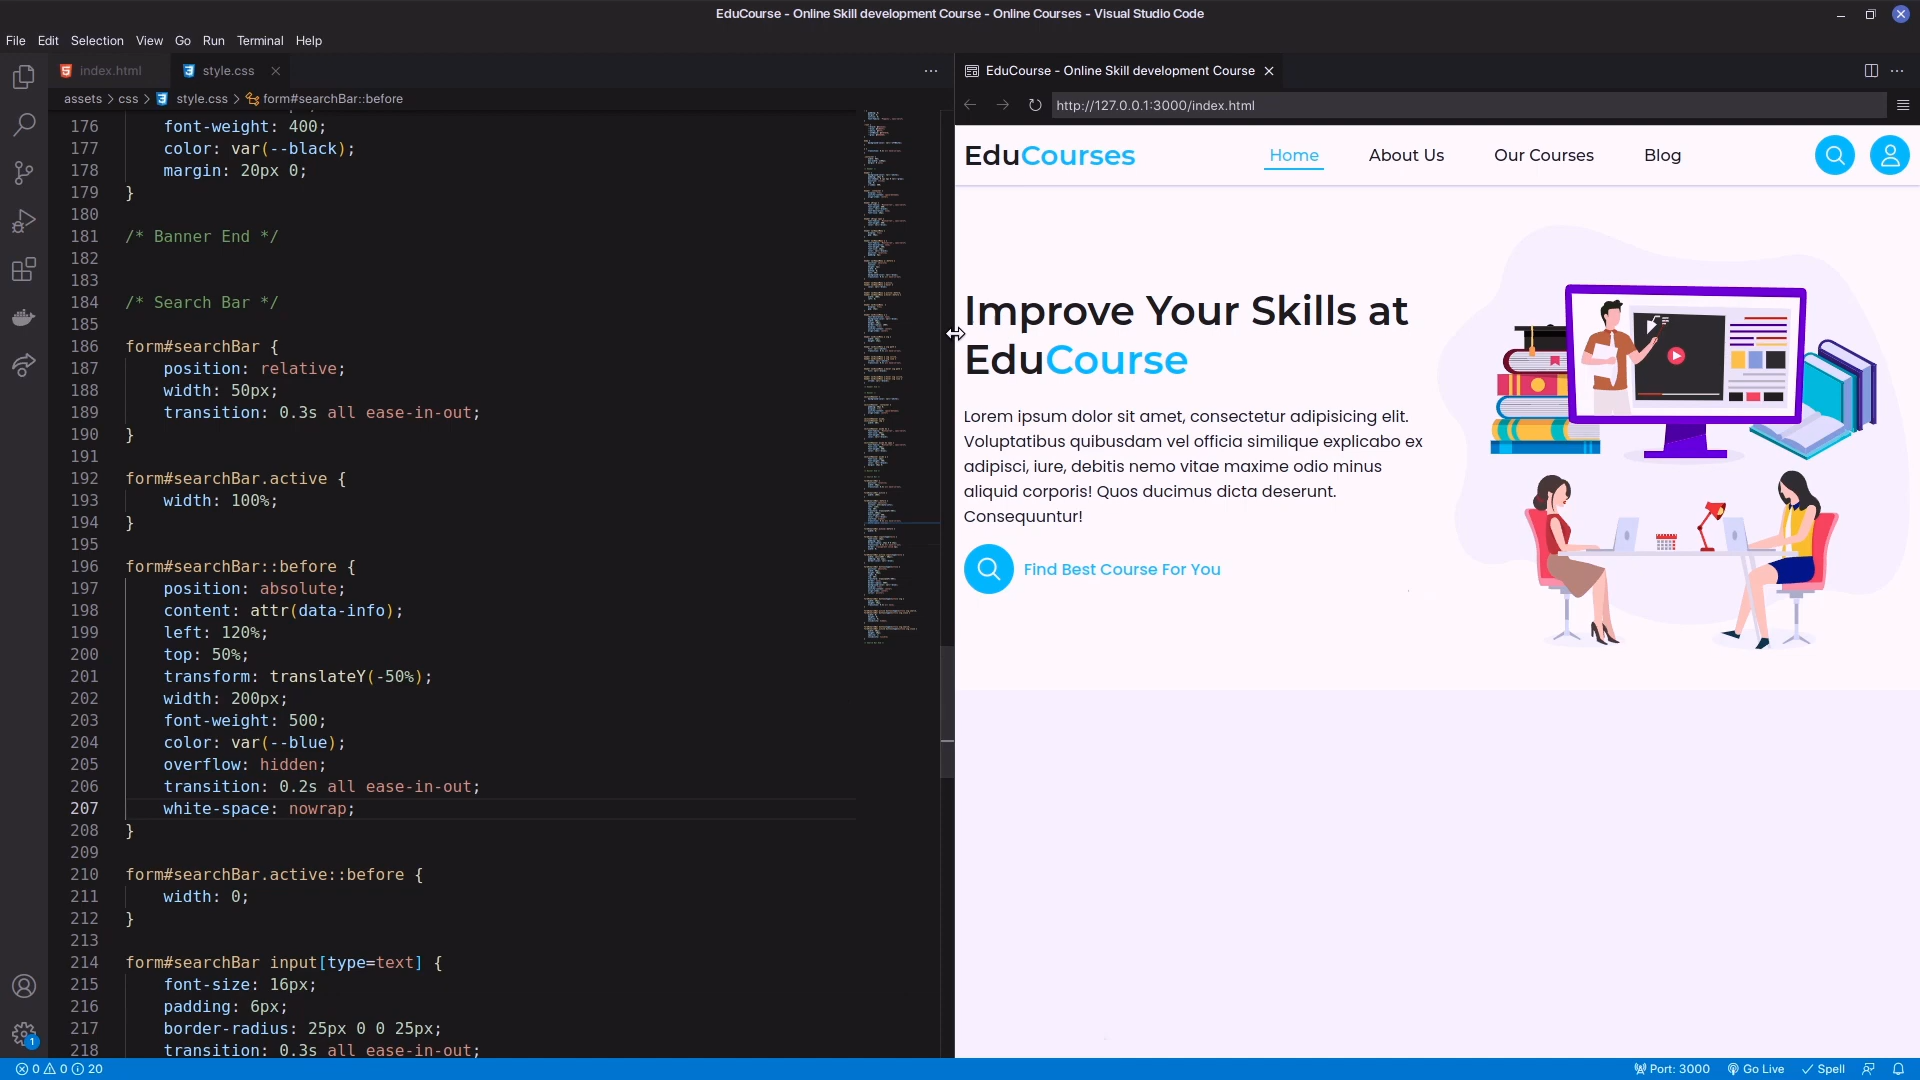 EduCourse - Online Skill development Course - Online Courses - Visual Studio Code
File Edit Selection View Go Run Terminal Help
index.html
style.css
EduCourse - Online Skill development Course
assets > css > style.css > form#searchBar::before
http://127.0.0.1:3000/index.html
176 font-weight: 400;
177 color: var(--black);
178 margin: 20px 0;
179 }
180
181 /* Banner End */
182
183
184 /* Search Bar */
185
186 form#searchBar {
187 position: relative;
188 width: 50px;
189 transition: 0.3s all ease-in-out;
190 }
191
192 form#searchBar.active {
193 width: 100%;
194 }
195
196 form#searchBar::before {
197 position: absolute;
198 content: attr(data-info);
199 left: 120%;
200 top: 50%;
201 transform: translateY(-50%);
202 width: 200px;
203 font-weight: 500;
204 color: var(--blue);
205 overflow: hidden;
206 transition: 0.2s all ease-in-out;
207 white-space: nowrap;
208 }
209
210 form#searchBar.active::before {
211 width: 0;
212 }
213
214 form#searchBar input[type=text] {
215 font-size: 16px;
216 padding: 6px;
217 border-radius: 25px 0 0 25px;
218 transition: 0.3s all ease-in-out;
EduCourses
Home
About Us
Our Courses
Blog
Improve Your Skills at
EduCourse
Lorem ipsum dolor sit amet, consectetur adipisicing elit.
Voluptatibus quibusdam vel officia similique explicabo ex
adipisci, iure, debitis nemo vitae maxime odio minus
aliquid corporis! Quos ducimus dicta deserunt.
Consequuntur!
Find Best Course For You
1
0 0 20
Port: 3000
Go Live
Spell